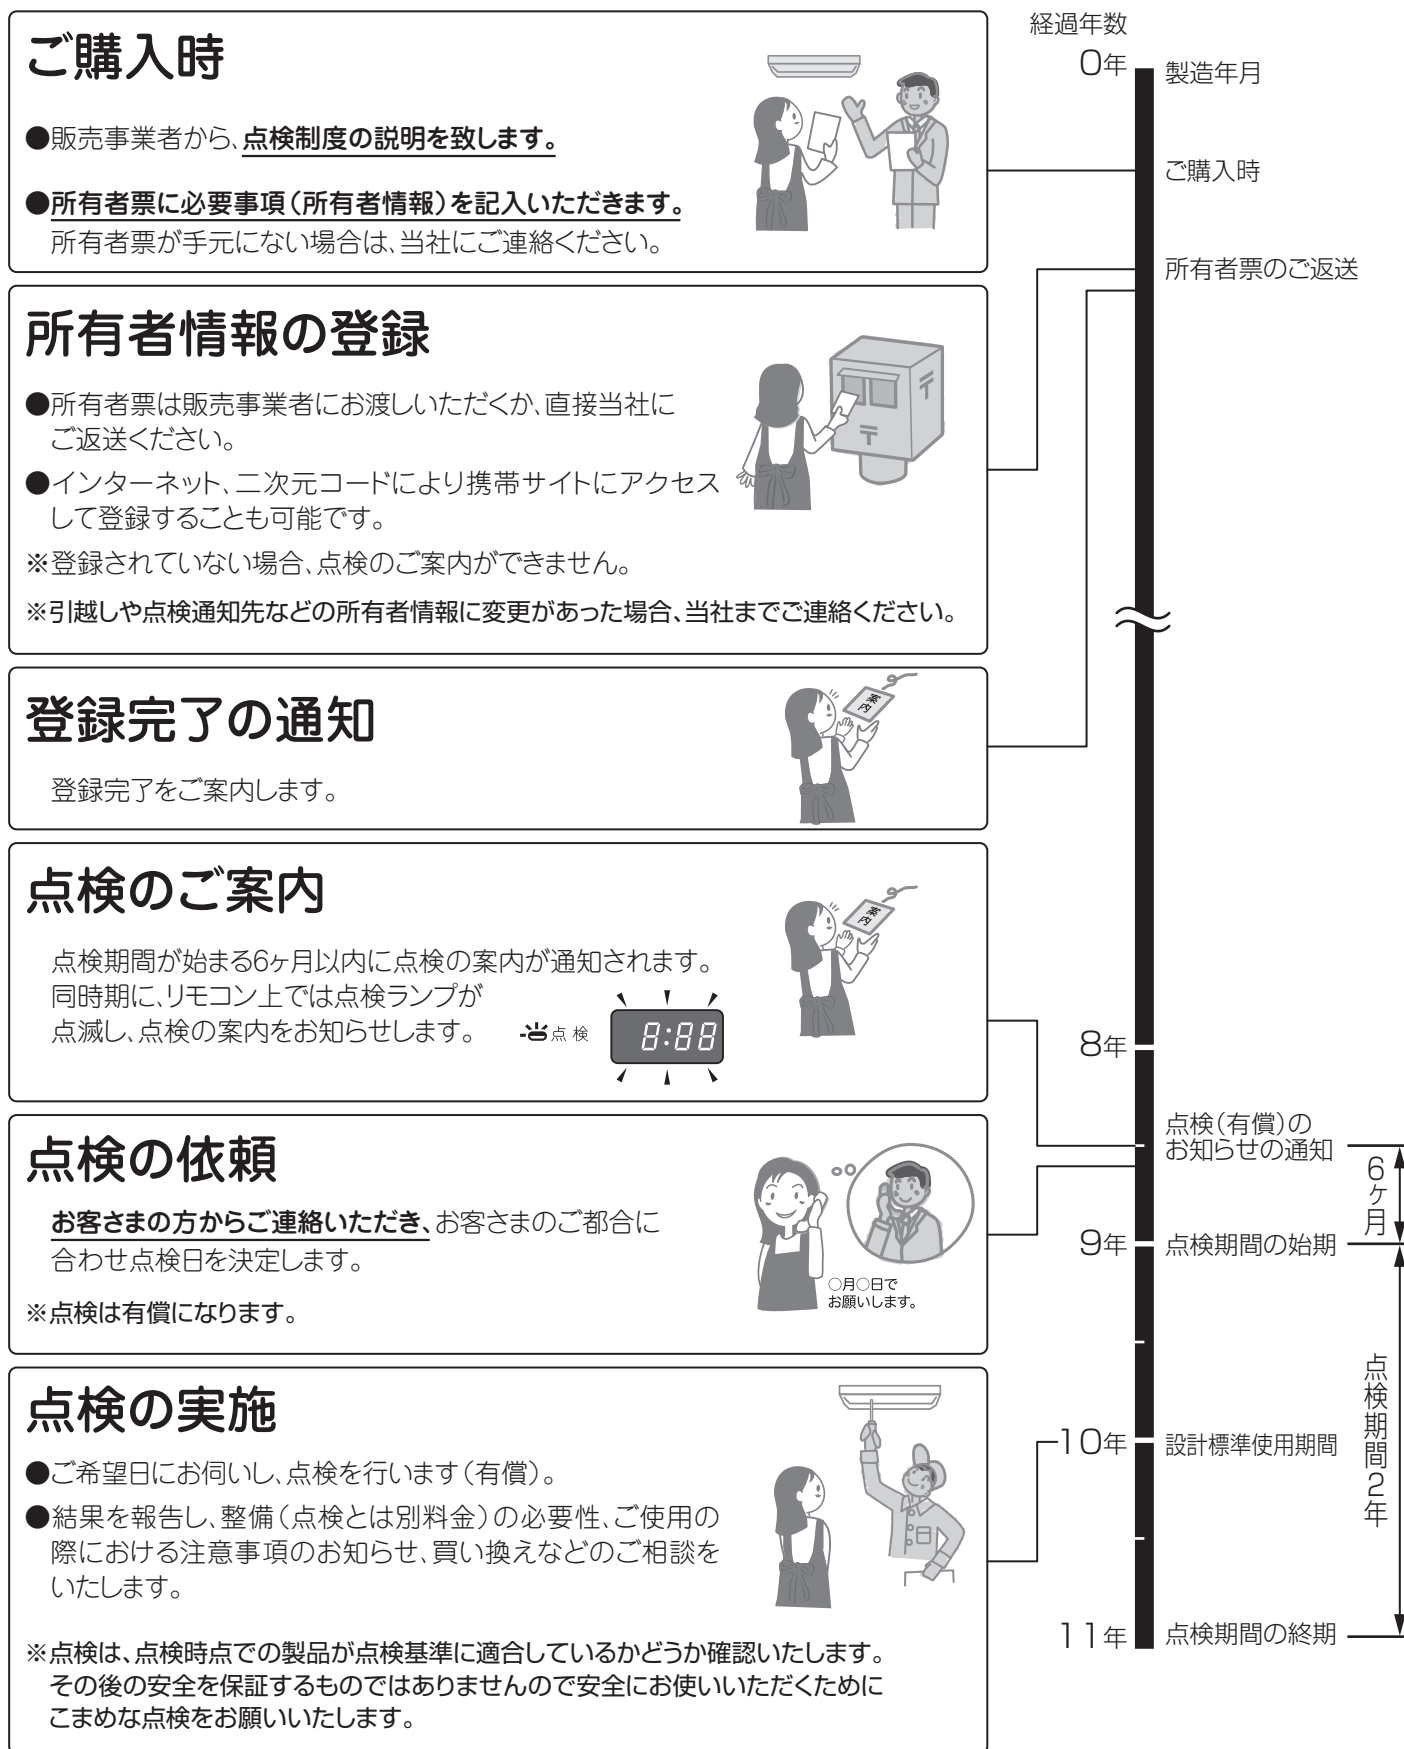 ご購入時
●販売事業者から、点検制度の説明を致します。
●所有者票に必要事項(所有者情報)を記入いただきます。
所有者票が手元にない場合は、当社にご連絡ください。
所有者情報の登録
●所有者票は販売事業者にお渡しいただくか、直接当社に
ご返送ください。
●インターネット、二次元コードにより携帯サイトにアクセス
して登録することも可能です。
※登録されていない場合、点検のご案内ができません。
※引越しや点検通知先などの所有者情報に変更があった場合、当社までご連絡ください。
登録完了の通知
案内
登録完了をご案内します。
点検のご案内
案内
点検期間が始まる6ヶ月以内に点検の案内が通知されます。
同時期に、リモコン上では点検ランプが
点滅し、点検の案内をお知らせします。
点検
8:88
点検の依頼
お客さまの方からご連絡いただき、お客さまのご都合に
合わせ点検日を決定します。
※点検は有償になります。
○月○日で
お願いします。
点検の実施
●ご希望日にお伺いし、点検を行います(有償)。
●結果を報告し、整備(点検とは別料金)の必要性、ご使用の
際における注意事項のお知らせ、買い換えなどのご相談を
いたします。
※点検は、点検時点での製品が点検基準に適合しているかどうか確認いたします。
その後の安全を保証するものではありませんので安全にお使いいただくために
こまめな点検をお願いいたします。
経過年数
0年
製造年月
ご購入時
所有者票のご返送
8年
点検(有償)の
お知らせの通知
6ヶ月
9年
点検期間の始期
点検期間2年
10年
設計標準使用期間
11年
点検期間の終期